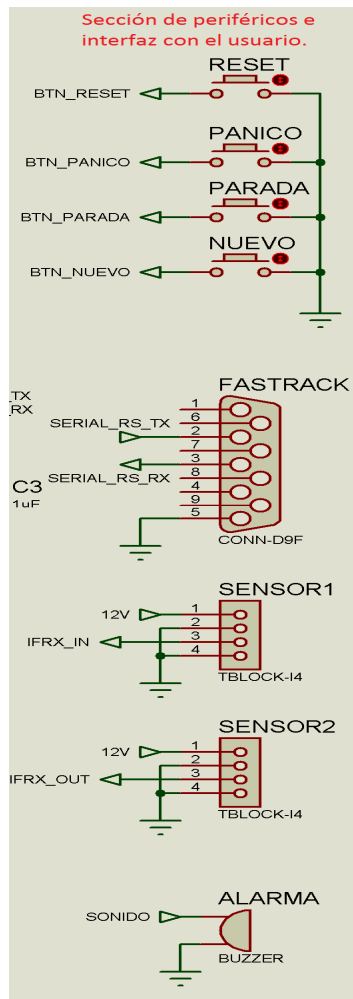 Sección de periféricos e
interfaz con el usuario.
RESET
BTN_RESET
PANICO
BTN_PANICO
PARADA
BTN_PARADA
NUEVO
BTN_NUEVO
FASTRACK
_TX
_RX
1
6
SERIAL_RS_TX
2
7
3
SERIAL_RS_RX
8
C3
4
1uF
9
5
CONN-D9F
SENSOR1
12V
1
2
IFRX_IN
3
4
TBLOCK-I4
SENSOR2
12V
1
2
IFRX_OUT
3
4
TBLOCK-I4
ALARMA
SONIDO
BUZZER